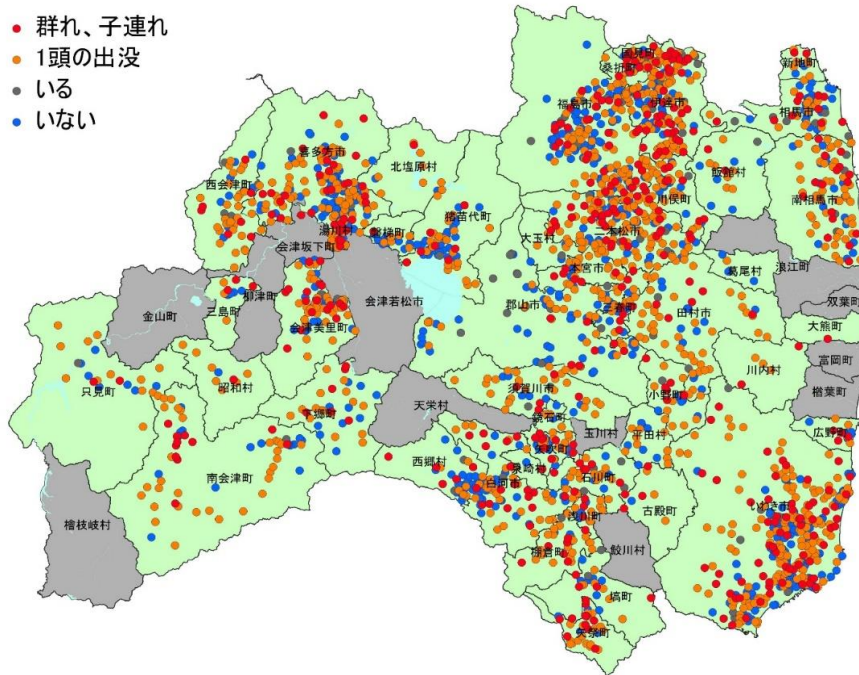 群れ、子連れ
1頭の出没
いる
いない
国見町
桑折町
新地町
福島市
伊達市
相馬市
喜多方市
北塩原村
飯舘村
西会津町
川俣町
南相馬市
猪苗代町
湯川村
二本松市
磐梯町
大玉村
会津坂下町
本宮市
浪江町
葛尾村
柳津町
会津若松市
双葉町
金山町
三島町
郡山市
三春町
田村市
会津美里町
大熊町
富岡町
川内村
昭和村
只見町
須賀川市
小野町
楢葉町
下郷町
天栄村
鏡石町
玉川村
平田村
広野町
矢吹町
西郷村
泉崎村
南会津町
白河市
石川町
いわき市
檜枝岐村
浅川町
古殿町
棚倉町
鮫川村
塙町
矢祭町